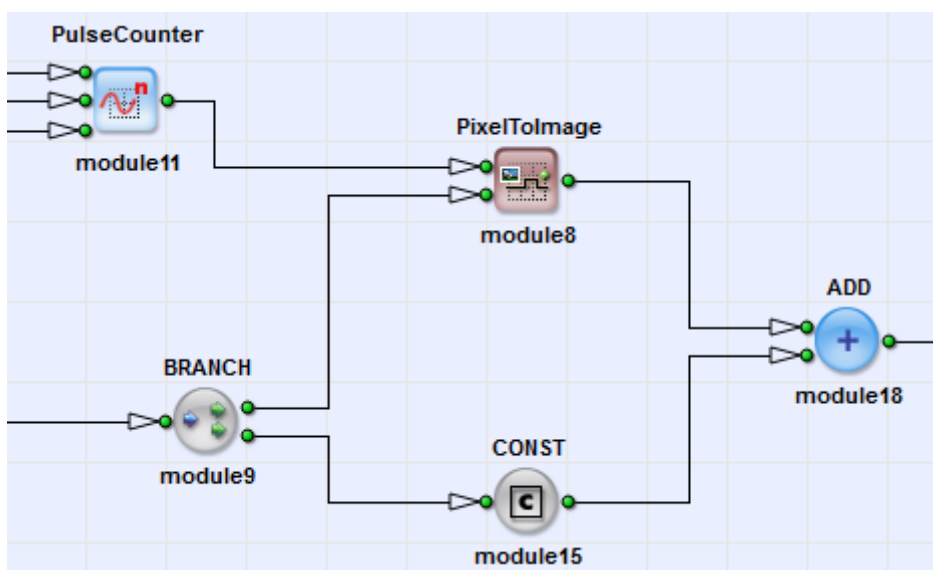 PulseCounter
n
module11
PixelToImage
module8
ADD
+
module18
BRANCH
module9
CONST
C
module15